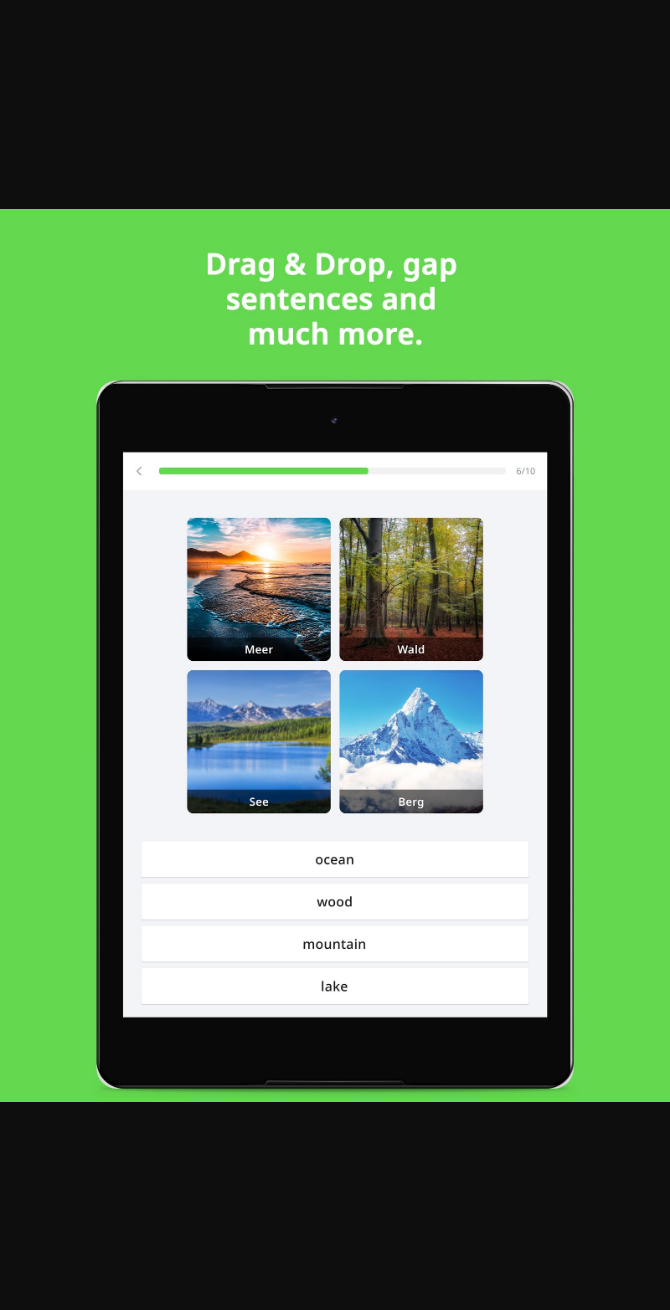 Drag & Drop, gap
sentences and
much more.
6/10
Meer
Wald
See
Berg
ocean
wood
mountain
lake